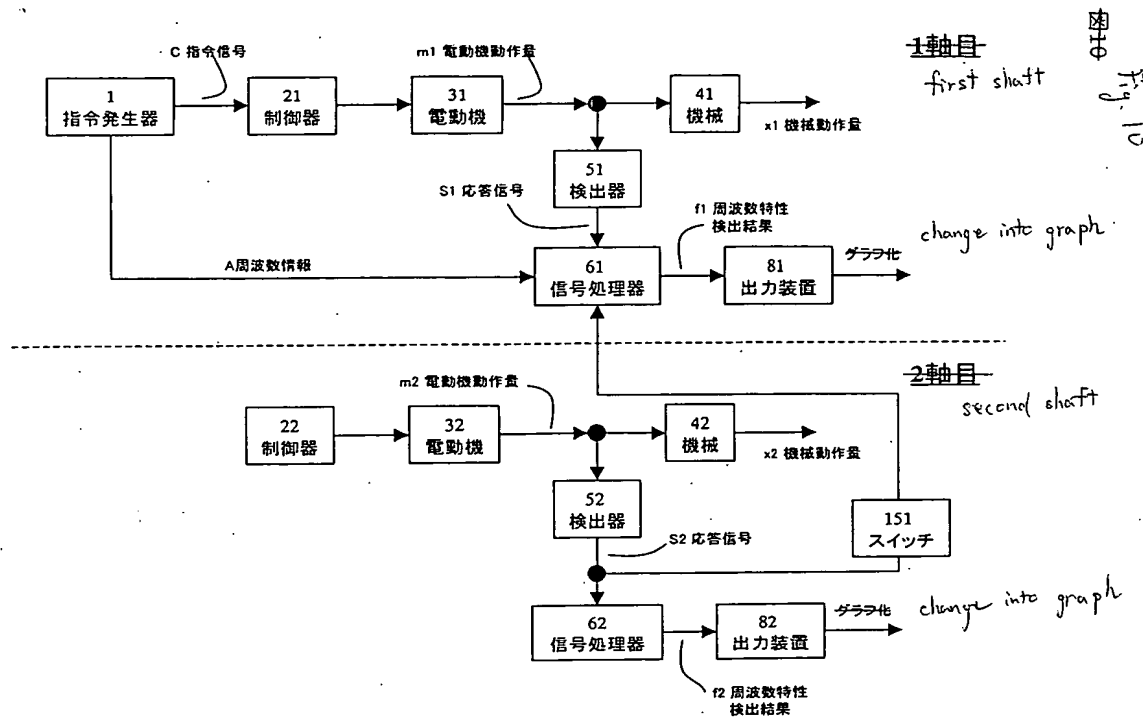 C 指令信号
m1 電動機動作量
1軸目
first shaft
図10
Fig. 10
1
指令発生器
21
制御器
31
電動機
41
機械
x1 機械動作量
51
検出器
S1 応答信号
f1 周波数特性
検出結果
A周波数情報
61
信号処理器
81
出力装置
グラフ化
change into graph.
2軸目
second shaft
m2 電動機動作量
22
制御器
32
電動機
42
機械
x2 機械動作量
52
検出器
S2 応答信号
151
スイッチ
62
信号処理器
82
出力装置
グラフ化
change into graph
f2 周波数特性
検出結果